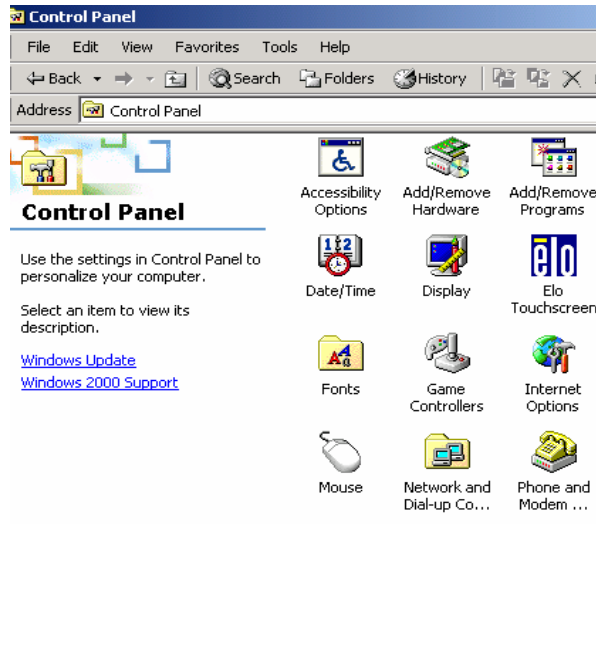 Control Panel
File Edit View Favorites Tools Help
Back Search Folders History
Address Control Panel
Control Panel
Use the settings in Control Panel to
personalize your computer.
Select an item to view its
description.
Windows Update
Windows 2000 Support
Accessibility
Options
Add/Remove
Hardware
Add/Remove
Programs
12
Date/Time
Display
elo
Elo
Touchscreen
Fonts
Game
Controllers
Internet
Options
Mouse
Network and
Dial-up Co...
Phone and
Modem ...